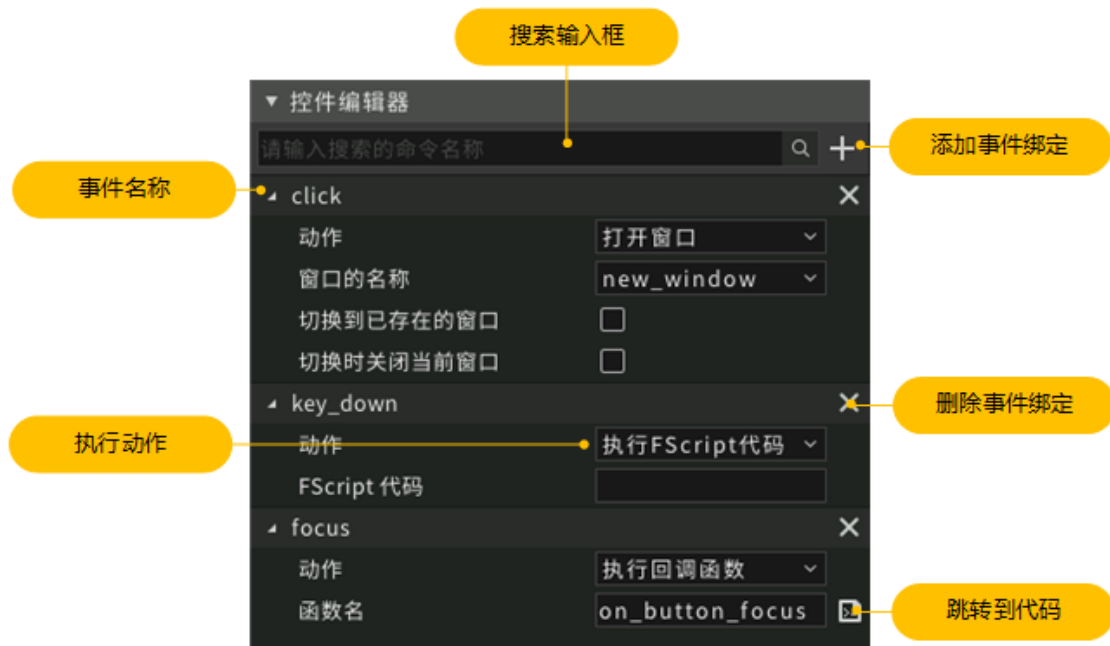 搜索输入框
控件编辑器
请输入搜索的命令名称
添加事件绑定
事件名称
click
动作 打开窗口
窗口的名称 new_window
切换到已存在的窗口
切换时关闭当前窗口
key_down
删除事件绑定
执行动作
动作 执行FScript代码
FScript 代码
focus
动作 执行回调函数
函数名 on_button_focus
跳转到代码